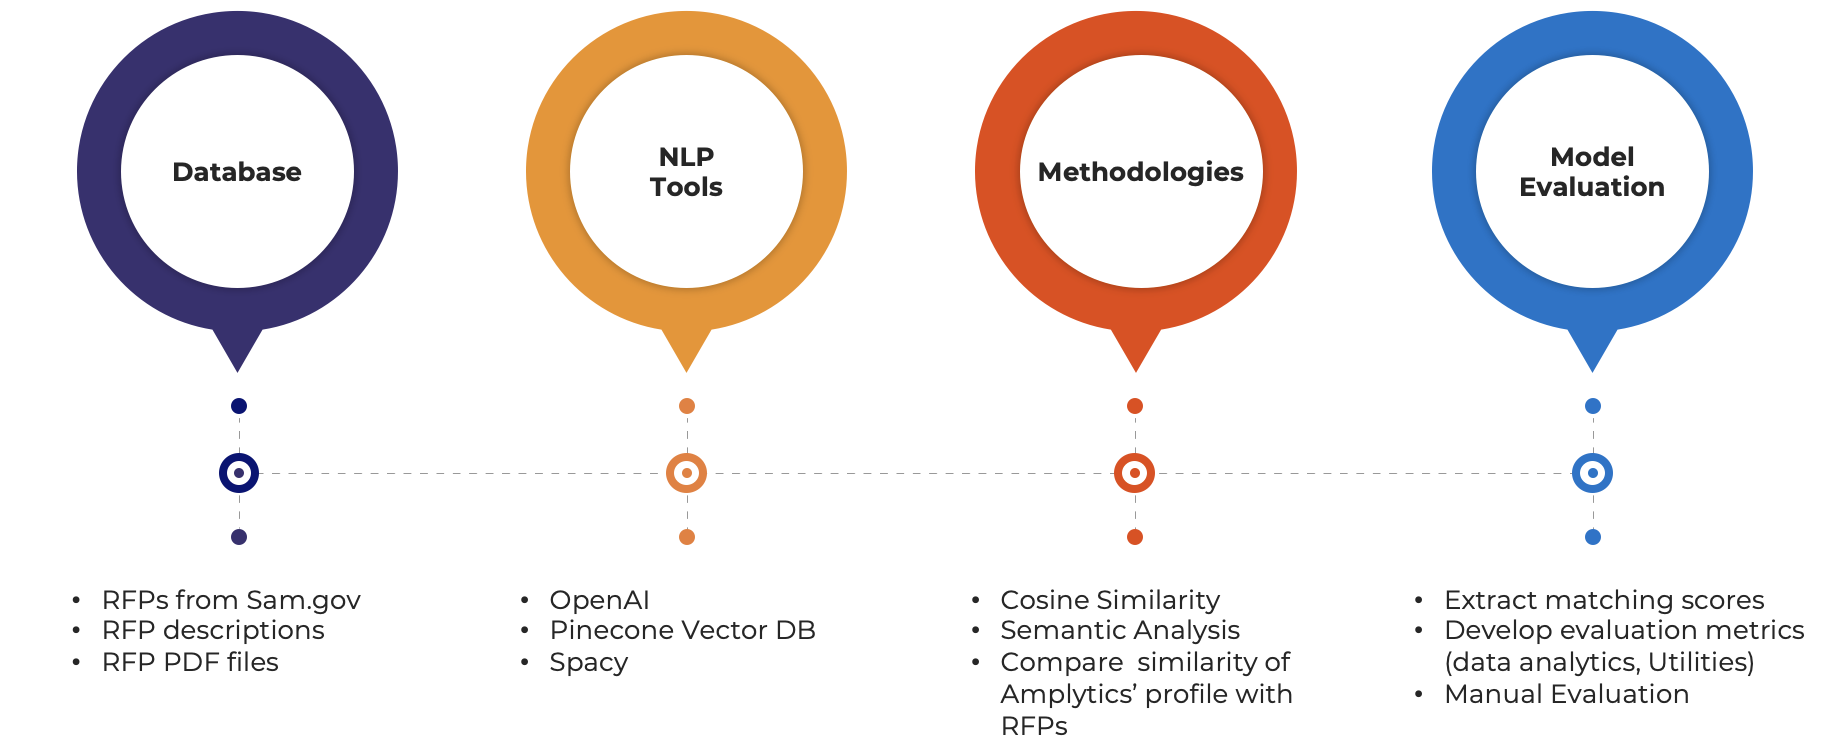 Database
NLP
Tools
Methodologies
Model
Evaluation
• RFPs from Sam.gov
• RFP descriptions
• RFP PDF files
• OpenAI
• Pinecone Vector DB
• Spacy
• Cosine Similarity
• Semantic Analysis
• Compare  similarity of
Amplytics’ profile with
RFPs
• Extract matching scores
• Develop evaluation metrics
(data analytics, Utilities)
• Manual Evaluation